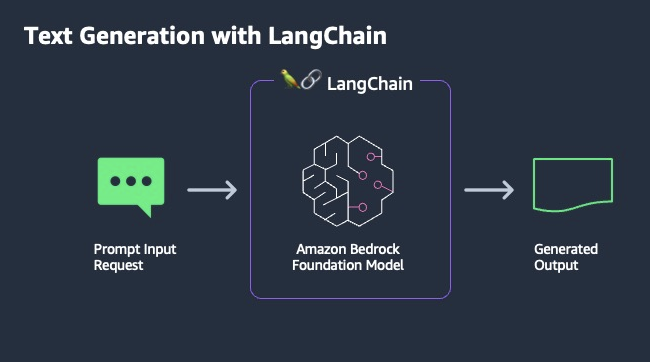 Text Generation with LangChain
LangChain
Prompt Input
Request
Amazon Bedrock
Foundation Model
Generated
Output